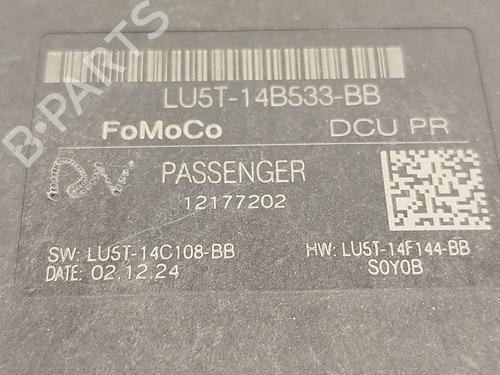 B-PARTS
LU5T-14B533-BB
FoMoCo DCU PR
PASSENGER
12177202
SW: LU5T-14C108-BB HW: LU5T-14F144-BB
DATE: 02.12.24 S0Y0B